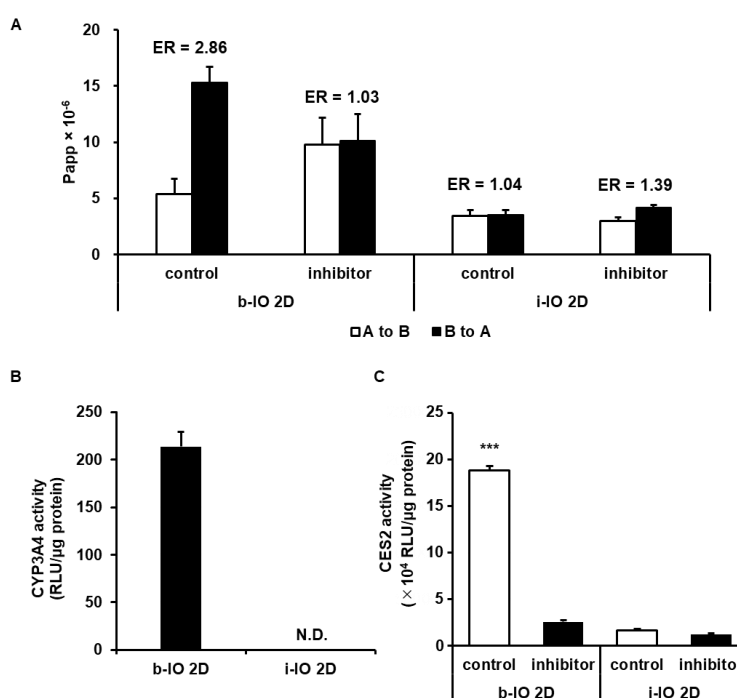 A
20
15
10
5
0
Papp × 10⁻⁶
ER = 2.86
ER = 1.03
ER = 1.04
ER = 1.39
control inhibitor control inhibitor
b-IO 2D i-IO 2D
A to B B to A
B
250
200
150
100
50
0
CYP3A4 activity
(RLU/μg protein)
N.D.
b-IO 2D i-IO 2D
C
25
20
15
10
5
0
CES2 activity
(×10⁴ RLU/μg protein)
***
control inhibitor control inhibito
b-IO 2D i-IO 2D